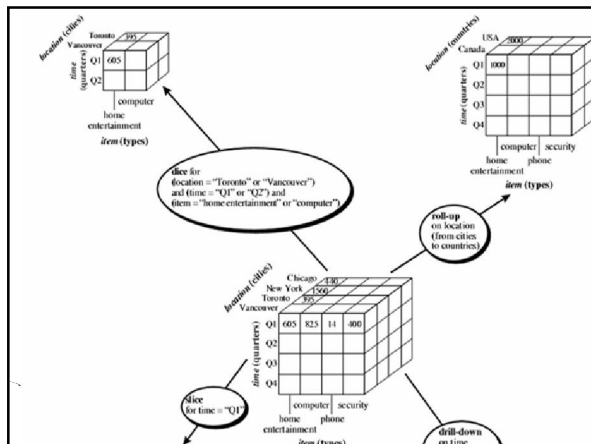 location (cities)
Toronto 395
Vancouver
Q1 605
Q2
time
(quarters)
computer
home
entertainment
item (types)
location (countries)
USA 2000
Canada
Q1 1000
Q2
Q3
Q4
time (quarters)
computer security
home phone
entertainment
item (types)
dice for
(location = "Toronto" or "Vancouver")
and (time = "Q1" or "Q2") and
(item = "home entertainment" or "computer")
roll-up
on location
(from cities
to countries)
location (cities)
Chicago 440
New York 1560
Toronto 395
Vancouver
Q1 605 825 14 400
Q2
Q3
Q4
time (quarters)
computer security
home phone
entertainment
item (types)
slice
for time = "Q1"
drill-down
on time